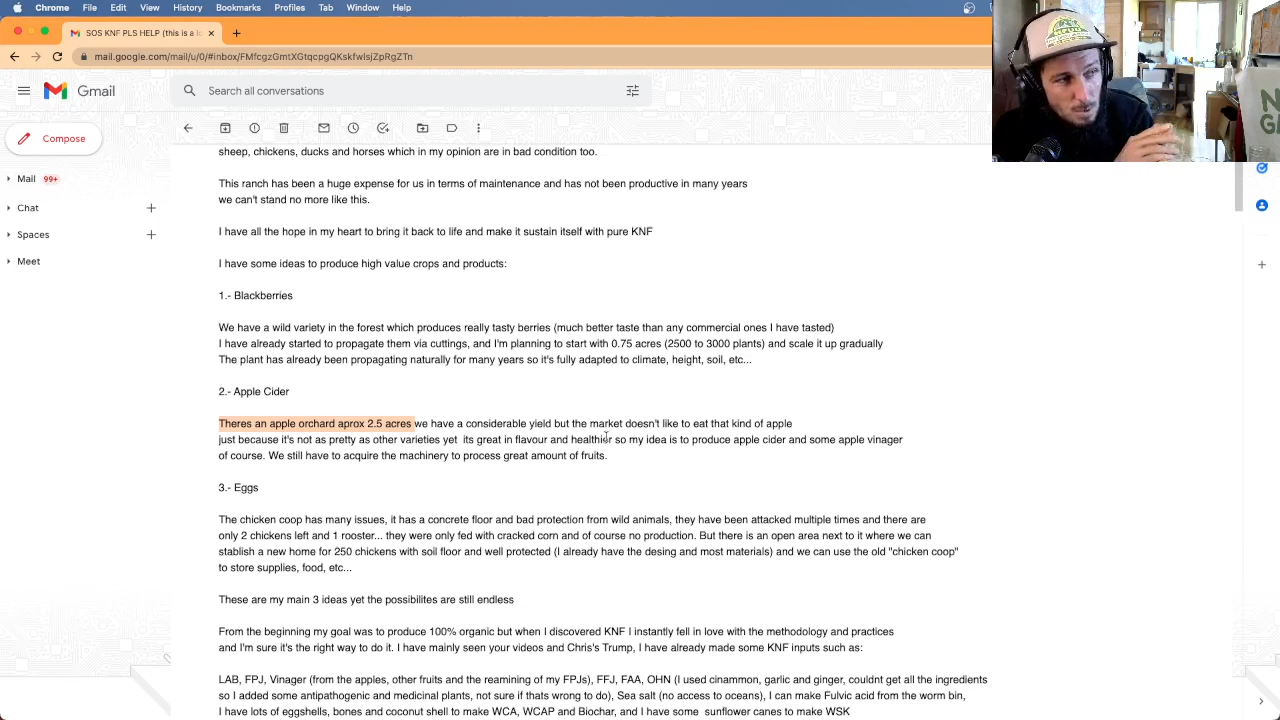 Chrome File Edit View History Bookmarks Profiles Tab Window Help
SOS KNF PLS HELP (this is a l
mail.google.com/mail/u/0/#inbox/FMfcgzGmtXGtqcpgQKskfwlsjZpRgZTn
Gmail
Search all conversations
Compose
Mail 99+
Chat
Spaces
Meet
sheep, chickens, ducks and horses which in my opinion are in bad condition too.
This ranch has been a huge expense for us in terms of maintenance and has not been productive in many years
we can't stand no more like this.
I have all the hope in my heart to bring it back to life and make it sustain itself with pure KNF
I have some ideas to produce high value crops and products:
1.- Blackberries
We have a wild variety in the forest which produces really tasty berries (much better taste than any commercial ones I have tasted)
I have already started to propagate them via cuttings, and I'm planning to start with 0.75 acres (2500 to 3000 plants) and scale it up gradually
The plant has already been propagating naturally for many years so it's fully adapted to climate, height, soil, etc...
2.- Apple Cider
Theres an apple orchard aprox 2.5 acres we have a considerable yield but the market doesn't like to eat that kind of apple
just because it's not as pretty as other varieties yet its great in flavour and healthier so my idea is to produce apple cider and some apple vinager
of course. We still have to acquire the machinery to process great amount of fruits.
3.- Eggs
The chicken coop has many issues, it has a concrete floor and bad protection from wild animals, they have been attacked multiple times and there are
only 2 chickens left and 1 rooster... they were only fed with cracked corn and of course no production. But there is an open area next to it where we can
stablish a new home for 250 chickens with soil floor and well protected (I already have the desing and most materials) and we can use the old "chicken coop"
to store supplies, food, etc...
These are my main 3 ideas yet the possibilites are still endless
From the beginning my goal was to produce 100% organic but when I discovered KNF I instantly fell in love with the methodology and practices
and I'm sure it's the right way to do it. I have mainly seen your videos and Chris's Trump, I have already made some KNF inputs such as:
LAB, FPJ, Vinager (from the apples, other fruits and the reamining of my FPJs), FFJ, FAA, OHN (I used cinammon, garlic and ginger, couldnt get all the ingredients
so I added some antipathogenic and medicinal plants, not sure if thats wrong to do), Sea salt (no access to oceans), I can make Fulvic acid from the worm bin,
I have lots of eggshells, bones and coconut shell to make WCA, WCAP and Biochar, and I have some sunflower canes to make WSK